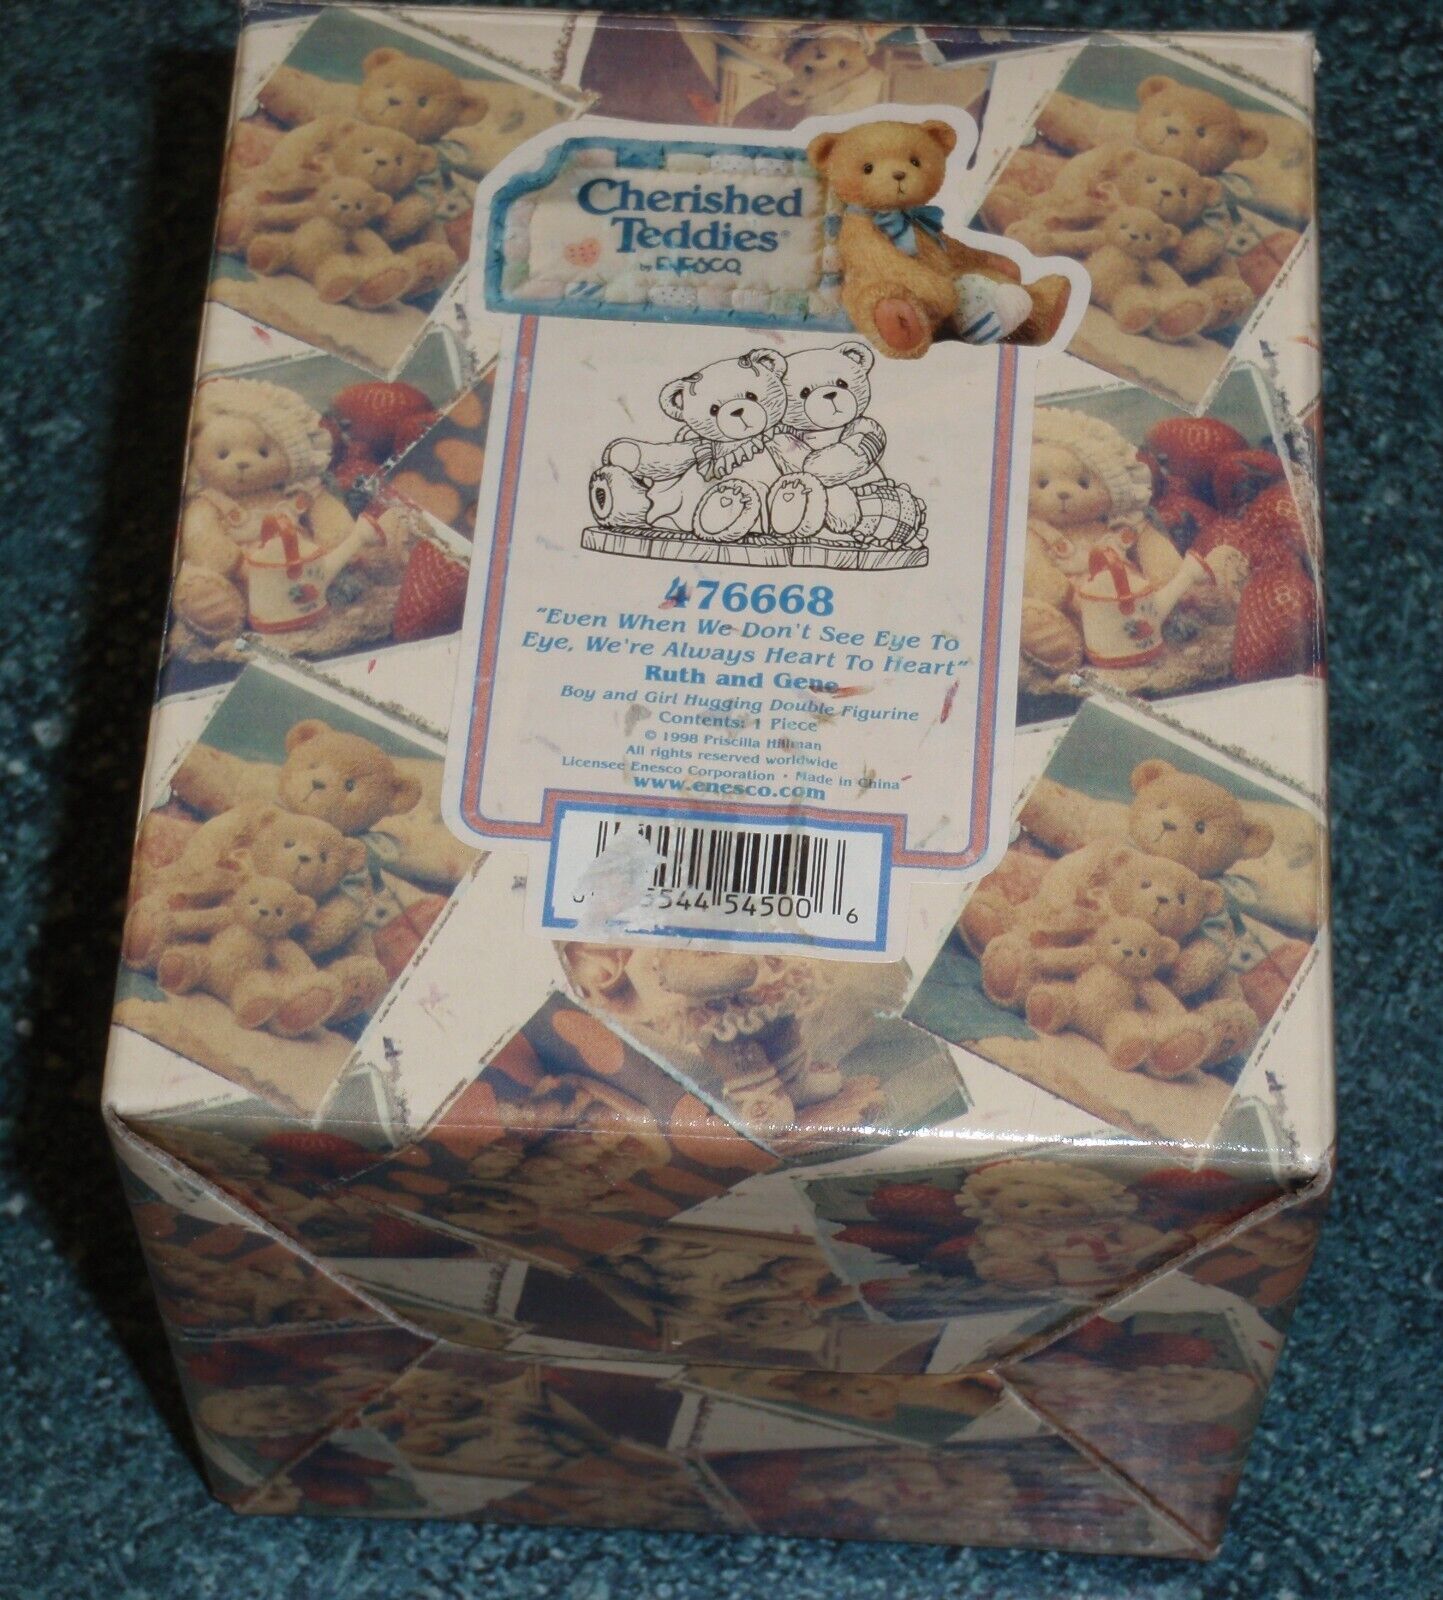 Cherished
Teddies®
by ENESCO
476668
"Even When We Don't See Eye To
Eye, We're Always Heart To Heart"
Ruth and Gene
Boy and Girl Hugging Double Figurine
Contents: 1 Piece
© 1998 Priscilla Hillman
All rights reserved worldwide
Licensee Enesco Corporation • Made in China
www.enesco.com
5544 54500 6